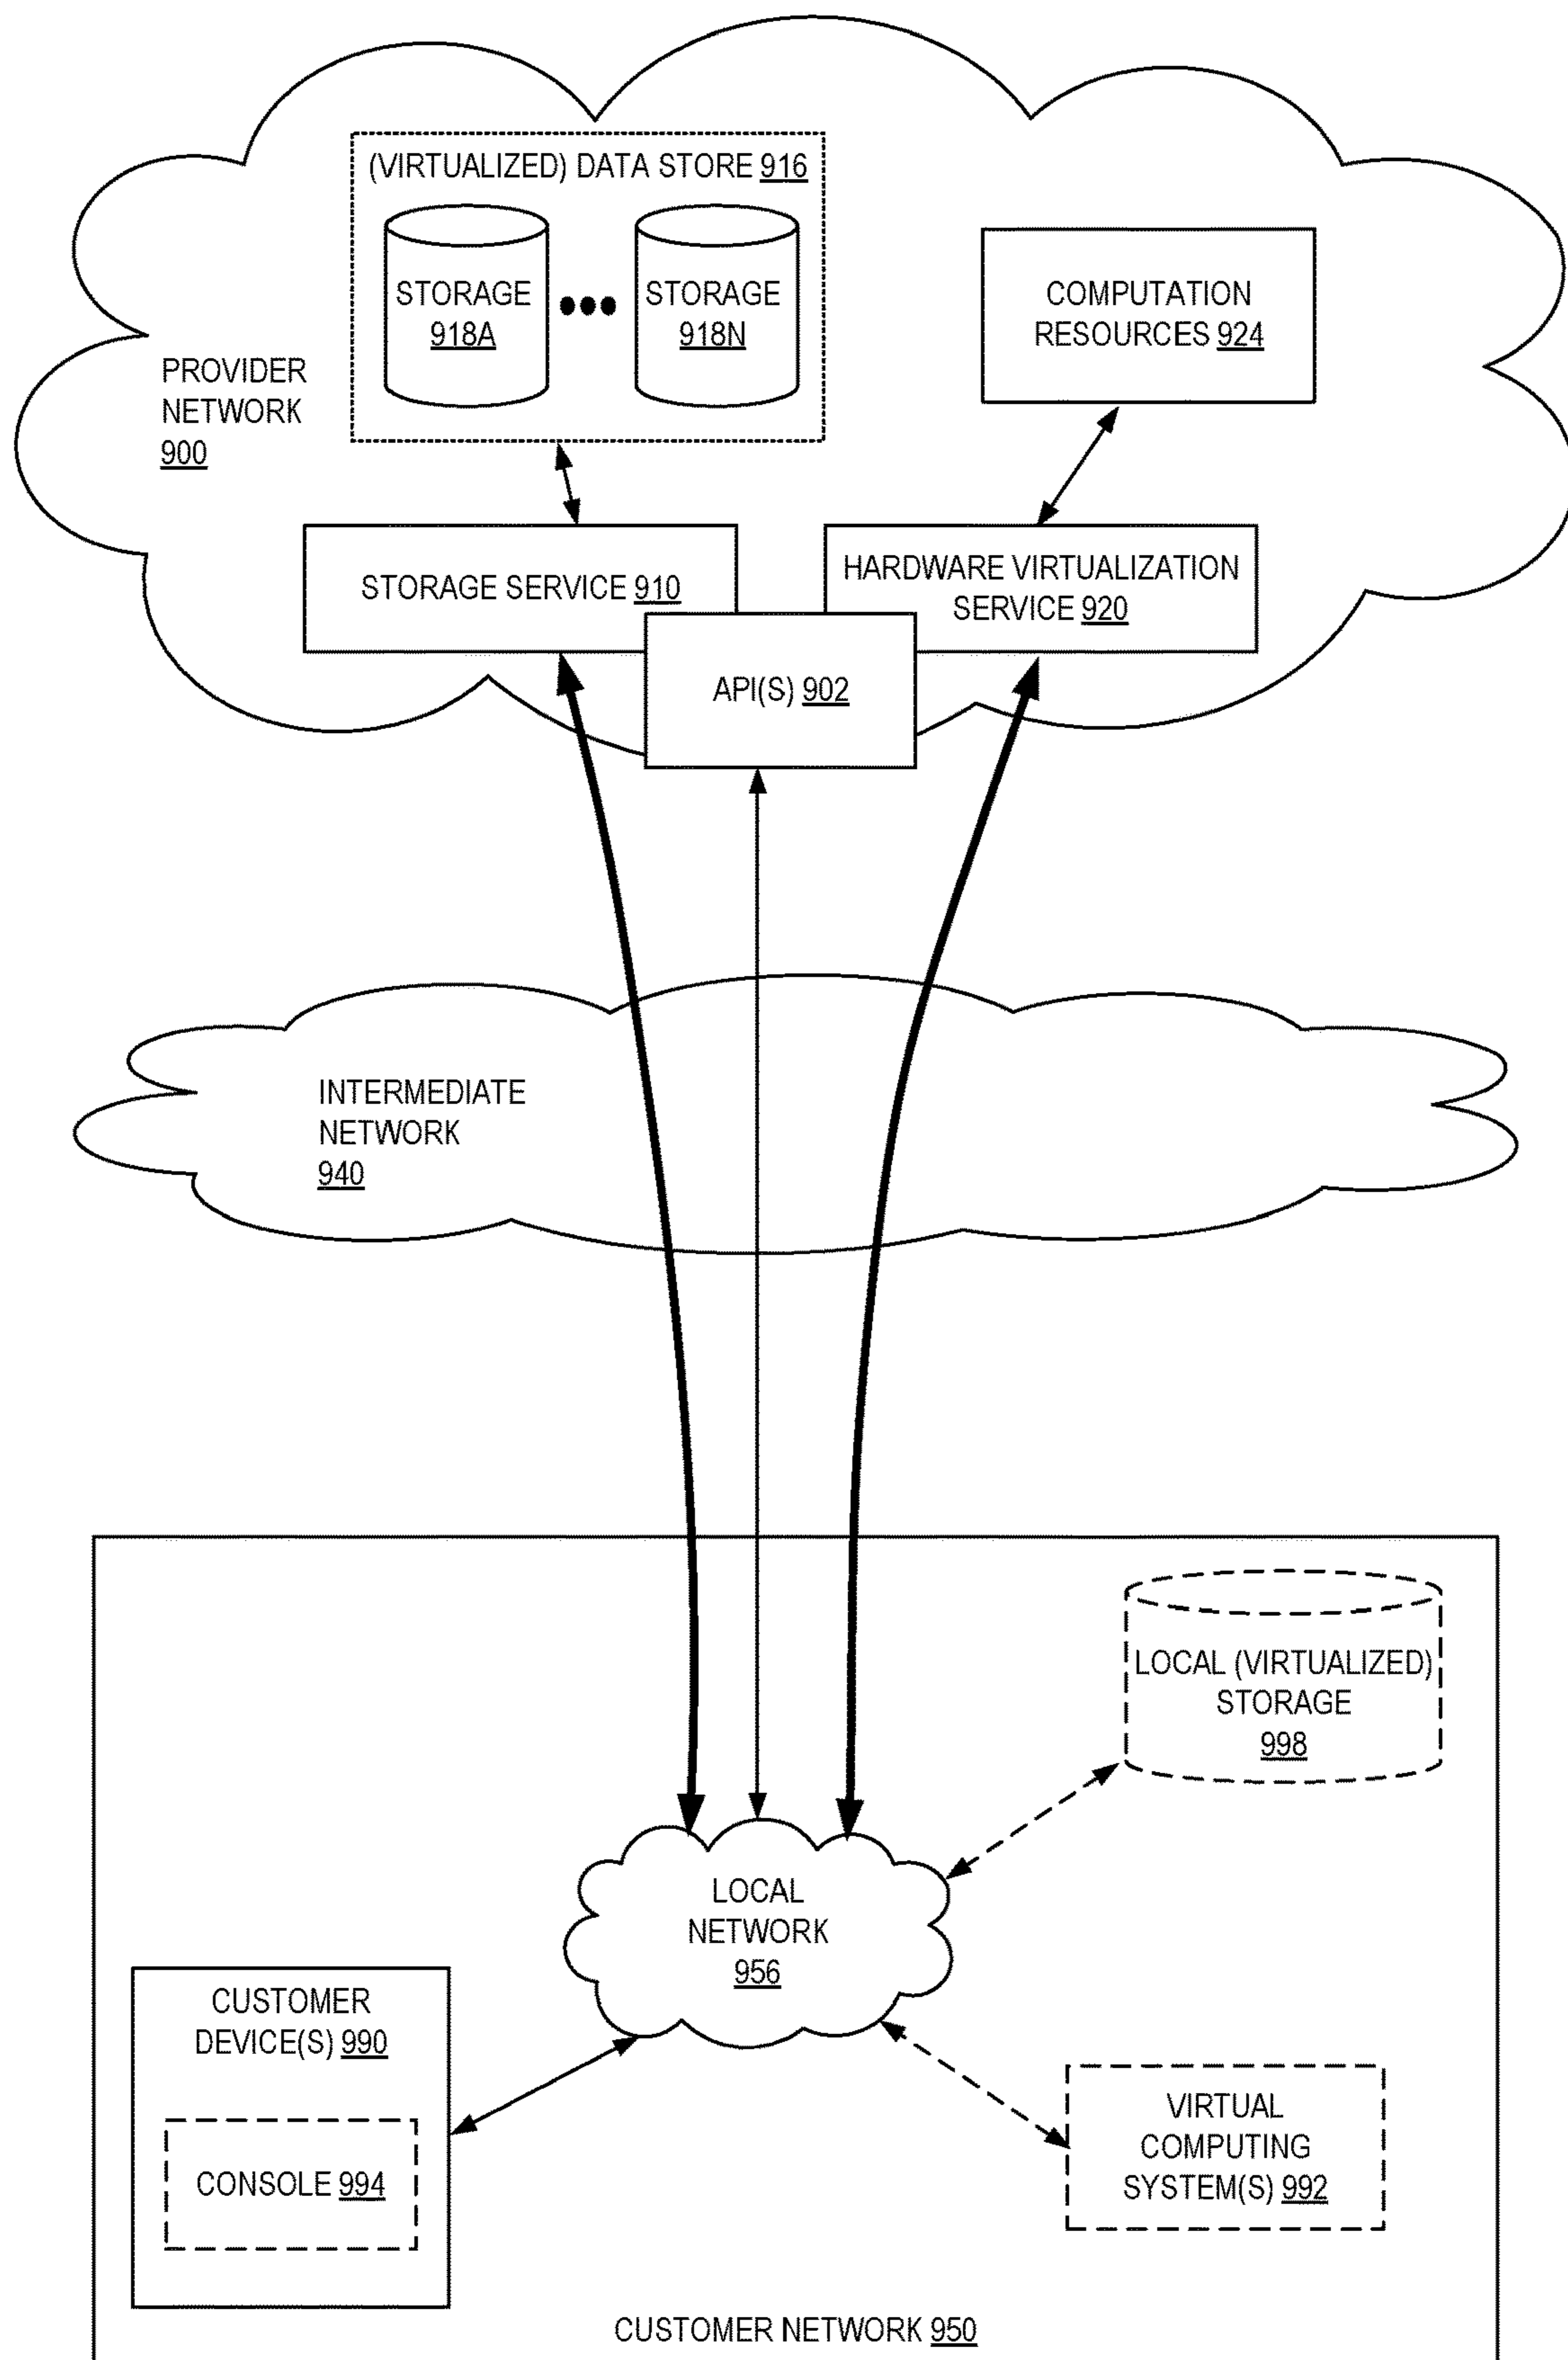 (VIRTUALIZED) DATA STORE 916
STORAGE
918A
STORAGE
918N
COMPUTATION
RESOURCES 924
PROVIDER
NETWORK
900
STORAGE SERVICE 910
HARDWARE VIRTUALIZATION
SERVICE 920
API(S) 902
INTERMEDIATE
NETWORK
940
LOCAL (VIRTUALIZED)
STORAGE
998
LOCAL
NETWORK
956
CUSTOMER
DEVICE(S) 990
CONSOLE 994
VIRTUAL
COMPUTING
SYSTEM(S) 992
CUSTOMER NETWORK 950